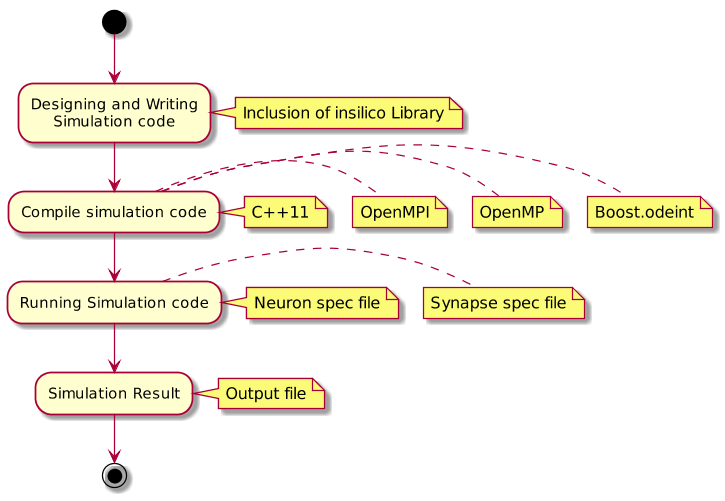 Designing and Writing
Simulation code
Inclusion of insilico Library
Compile simulation code
C++11
OpenMPI
OpenMP
Boost.odeint
Running Simulation code
Neuron spec file
Synapse spec file
Simulation Result
Output file